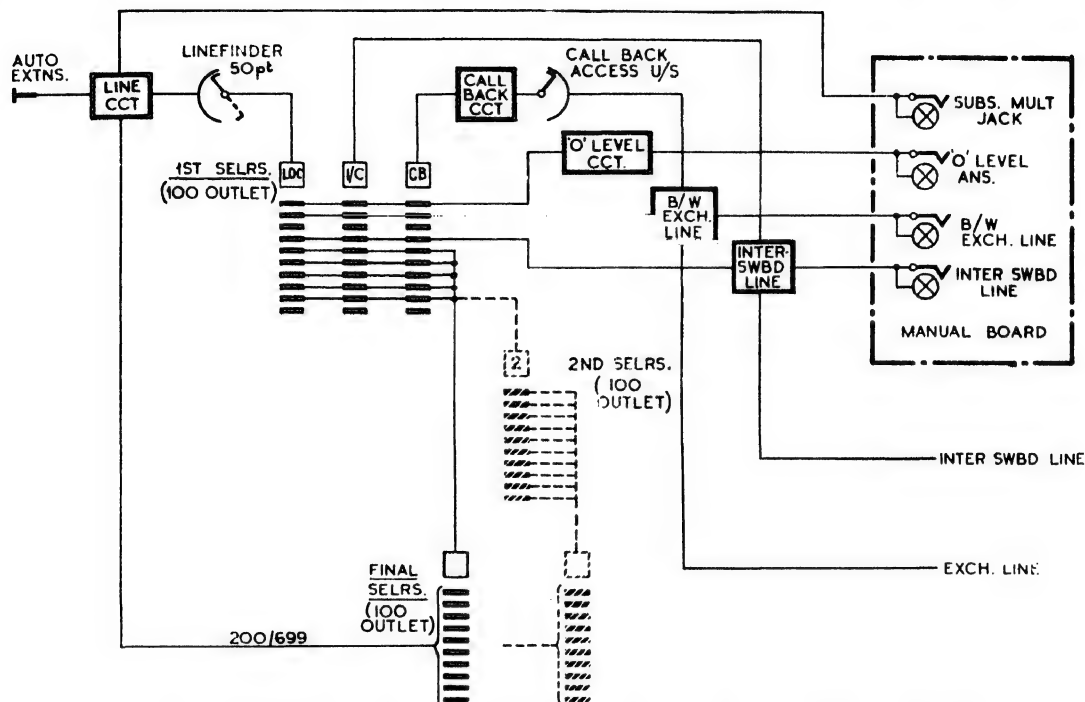 AUTO
EXTNS.
LINE
CCT
LINEFINDER
50pt
CALL
BACK
CCT
CALL BACK
ACCESS U/S
SUBS. MULT
JACK
1ST SELRS.
(100 OUTLET)
LOC
I/C
CB
'O' LEVEL
CCT.
'O' LEVEL
ANS.
B/W
EXCH.
LINE
B/W
EXCH. LINE
INTER-
SWBD
LINE
INTER SWBD
LINE
MANUAL BOARD
2
2ND SELRS.
(100
OUTLET)
INTER SWBD LINE
EXCH. LINE
FINAL
SELRS.
(100
OUTLET)
200/699